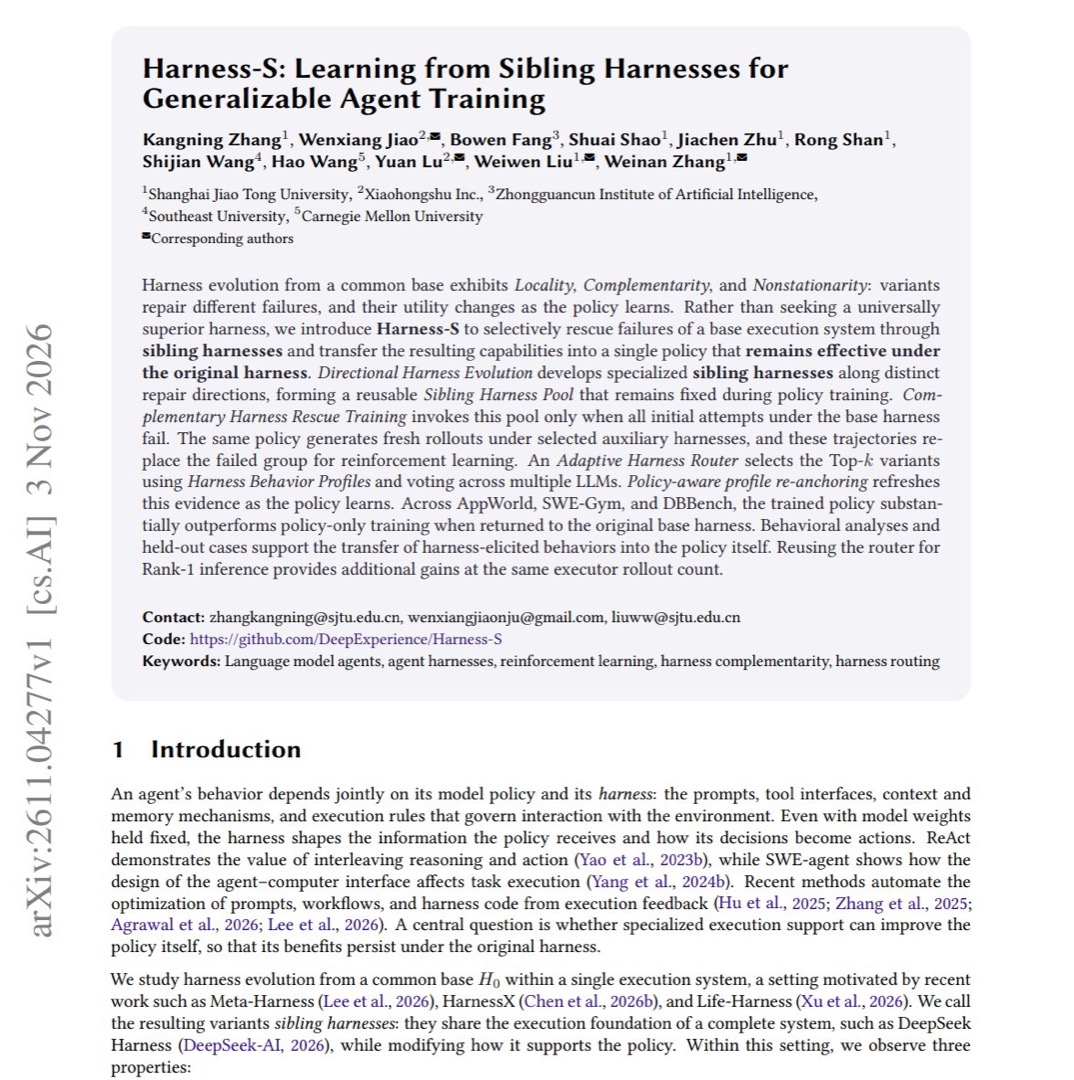 arXiv:2611.04277v1 [cs.AI] 3 Nov 2026
Harness-S: Learning from Sibling Harnesses for
Generalizable Agent Training
Kangning Zhang1, Wenxiang Jiao2,✉, Bowen Fang3, Shuai Shao1, Jiachen Zhu1, Rong Shan1,
Shijian Wang4, Hao Wang5, Yuan Lu2,✉, Weiwen Liu1,✉, Weinan Zhang1,✉
1Shanghai Jiao Tong University, 2Xiaohongshu Inc., 3Zhongguancun Institute of Artificial Intelligence,
4Southeast University, 5Carnegie Mellon University
✉Corresponding authors
Harness evolution from a common base exhibits Locality, Complementarity, and Nonstationarity: variants
repair different failures, and their utility changes as the policy learns. Rather than seeking a universally
superior harness, we introduce Harness-S to selectively rescue failures of a base execution system through
sibling harnesses and transfer the resulting capabilities into a single policy that remains effective under
the original harness. Directional Harness Evolution develops specialized sibling harnesses along distinct
repair directions, forming a reusable Sibling Harness Pool that remains fixed during policy training. Com-
plementary Harness Rescue Training invokes this pool only when all initial attempts under the base harness
fail. The same policy generates fresh rollouts under selected auxiliary harnesses, and these trajectories re-
place the failed group for reinforcement learning. An Adaptive Harness Router selects the Top-k variants
using Harness Behavior Profiles and voting across multiple LLMs. Policy-aware profile re-anchoring refreshes
this evidence as the policy learns. Across AppWorld, SWE-Gym, and DBBench, the trained policy substan-
tially outperforms policy-only training when returned to the original base harness. Behavioral analyses and
held-out cases support the transfer of harness-elicited behaviors into the policy itself. Reusing the router for
Rank-1 inference provides additional gains at the same executor rollout count.
Contact: zhangkangning@sjtu.edu.cn, wenxiangjiaonju@gmail.com, liuww@sjtu.edu.cn
Code: https://github.com/DeepExperience/Harness-S
Keywords: Language model agents, agent harnesses, reinforcement learning, harness complementarity, harness routing
1 Introduction
An agent's behavior depends jointly on its model policy and its harness: the prompts, tool interfaces, context and
memory mechanisms, and execution rules that govern interaction with the environment. Even with model weights
held fixed, the harness shapes the information the policy receives and how its decisions become actions. ReAct
demonstrates the value of interleaving reasoning and action (Yao et al., 2023b), while SWE-agent shows how the
design of the agent–computer interface affects task execution (Yang et al., 2024b). Recent methods automate the
optimization of prompts, workflows, and harness code from execution feedback (Hu et al., 2025; Zhang et al., 2025;
Agrawal et al., 2026; Lee et al., 2026). A central question is whether specialized execution support can improve the
policy itself, so that its benefits persist under the original harness.
We study harness evolution from a common base H0 within a single execution system, a setting motivated by recent
work such as Meta-Harness (Lee et al., 2026), HarnessX (Chen et al., 2026b), and Life-Harness (Xu et al., 2026). We call
the resulting variants sibling harnesses: they share the execution foundation of a complete system, such as DeepSeek
Harness (DeepSeek-AI, 2026), while modifying how it supports the policy. Within this setting, we observe three
properties: